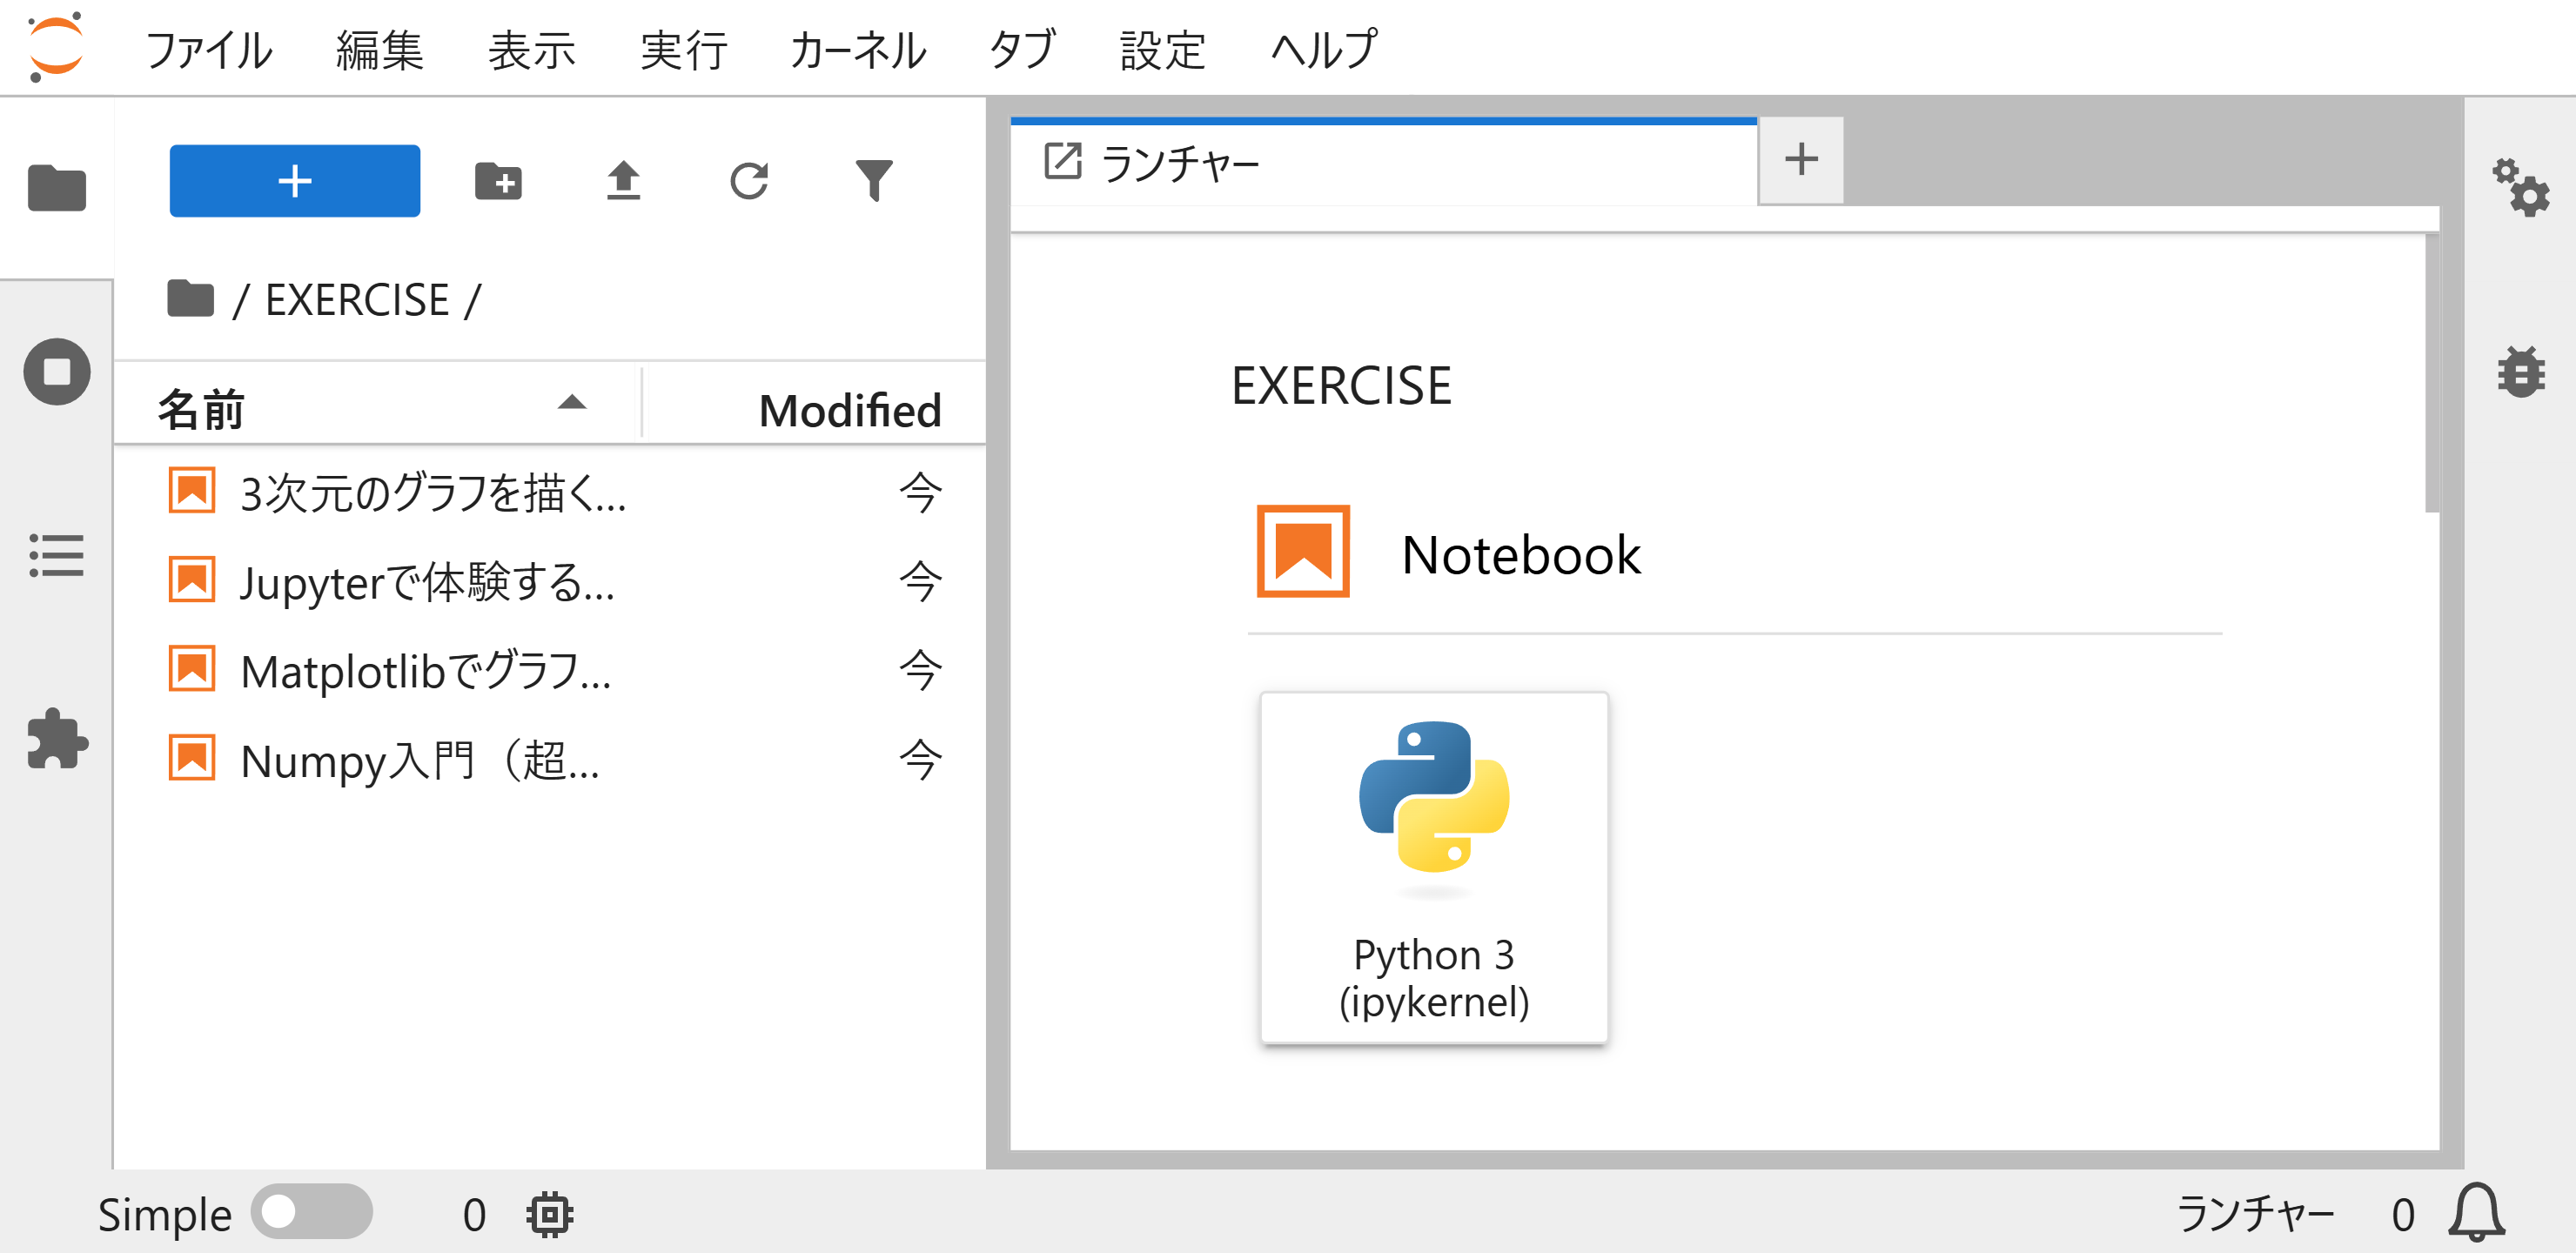 ファイル 編集 表示 実行 カーネル タブ 設定 ヘルプ
ランチャー
/ EXERCISE /
名前 Modified
3次元のグラフを描く... 今
Jupyterで体験する... 今
Matplotlibでグラフ... 今
Numpy入門（超... 今
EXERCISE
Notebook
Python 3
(ipykernel)
Simple 0 ランチャー 0